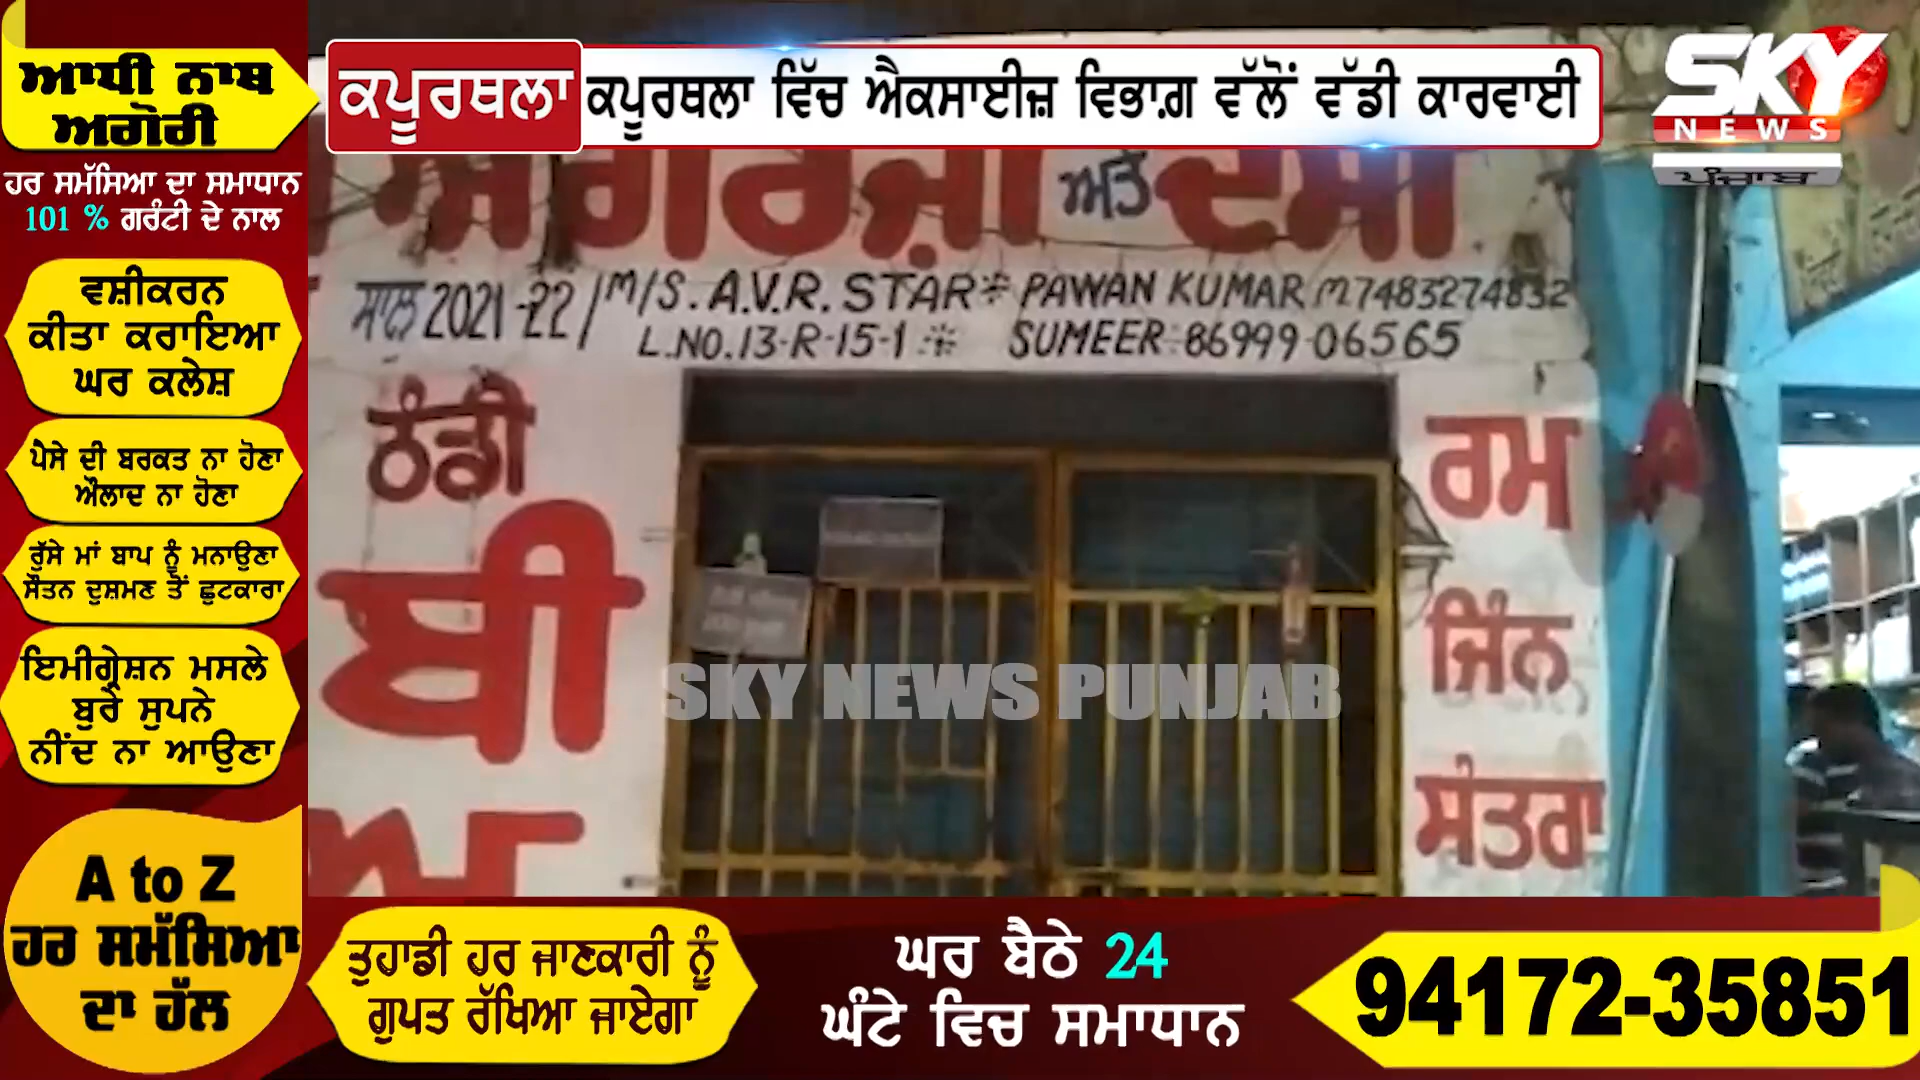 ਆਧੀ ਨਾਥ
ਅਗੋਰੀ
ਹਰ ਸਮੱਸਿਆ ਦਾ ਸਮਾਧਾਨ
101 % ਗਰੰਟੀ ਦੇ ਨਾਲ
ਵਸ਼ੀਕਰਨ
ਕੀਤਾ ਕਰਾਇਆ
ਘਰ ਕਲੇਸ਼
ਪੈਸੇ ਦੀ ਬਰਕਤ ਨਾ ਹੋਣਾ
ਔਲਾਦ ਨਾ ਹੋਣਾ
ਰੁੱਸੇ ਮਾਂ ਬਾਪ ਨੂੰ ਮਨਾਉਣਾ
ਸੌਤਨ ਦੁਸ਼ਮਣ ਤੋਂ ਛੁਟਕਾਰਾ
ਇਮੀਗ੍ਰੇਸ਼ਨ ਮਸਲੇ
ਬੁਰੇ ਸੁਪਨੇ
ਨੀਂਦ ਨਾ ਆਉਣਾ
A to Z
ਹਰ ਸਮੱਸਿਆ
ਦਾ ਹੱਲ
ਕਪੂਰਥਲਾ
ਕਪੂਰਥਲਾ ਵਿੱਚ ਐਕਸਾਈਜ਼ ਵਿਭਾਗ਼ ਵੱਲੋਂ ਵੱਡੀ ਕਾਰਵਾਈ
SKY
NEWS
ਪੰਜਾਬ
ਅੰਗਰੇਜ਼ੀ ਅਤੇ ਦੇਸੀ
ਸਾਲ 2021-22 / M/S. A.V.R. STAR * PAWAN KUMAR M 7483274832
L.NO.13-R-15-1 * SUMEER: 86999-06565
ਠੰਡੀ
ਬੀ
ਅ
ਰਮ
ਜਿੰਨ
ਸੰਤਰਾ
SKY NEWS PUNJAB
ਤੁਹਾਡੀ ਹਰ ਜਾਣਕਾਰੀ ਨੂੰ
ਗੁਪਤ ਰੱਖਿਆ ਜਾਏਗਾ
ਘਰ ਬੈਠੇ 24
ਘੰਟੇ ਵਿਚ ਸਮਾਧਾਨ
94172-35851